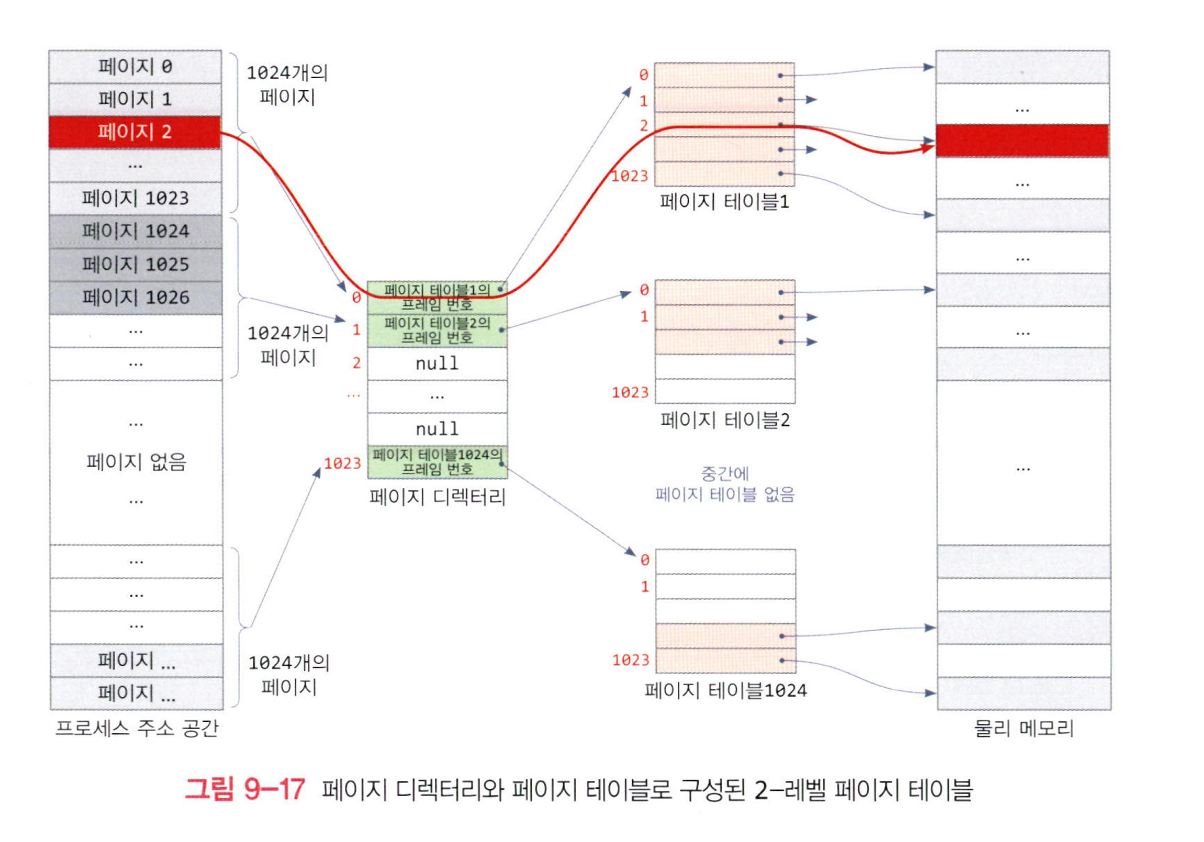 페이지 0
페이지 1
페이지 2
...
페이지 1023
페이지 1024
페이지 1025
페이지 1026
...
...
...
페이지 없음
...
...
...
...
페이지 ...
페이지 ...
프로세스 주소 공간
1024개의
페이지
1024개의
페이지
1024개의
페이지
0
페이지 테이블1의
프레임 번호
1
페이지 테이블2의
프레임 번호
2
null
...
...
null
1023
페이지 테이블1024의
프레임 번호
페이지 디렉터리
0
1
2
1023
페이지 테이블1
0
1
1023
페이지 테이블2
중간에
페이지 테이블 없음
0
1
1023
페이지 테이블1024
...
...
...
...
...
물리 메모리
그림 9-17 페이지 디렉터리와 페이지 테이블로 구성된 2-레벨 페이지 테이블